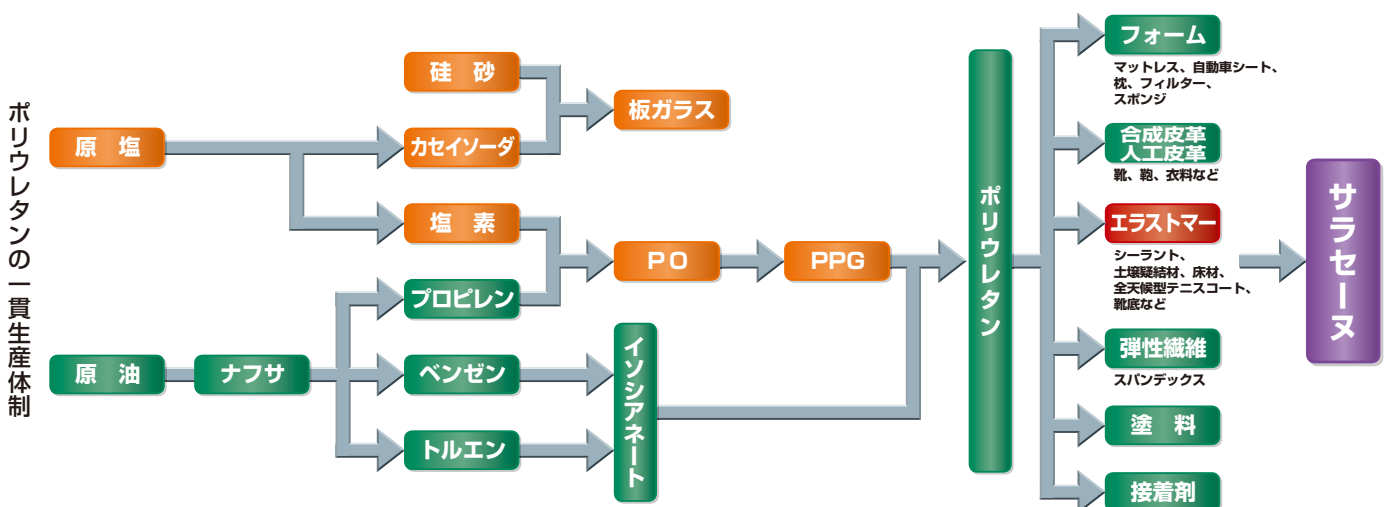 ポリウレタンの一貫生産体制
原 塩
原 油
ナフサ
硅 砂
カセイソーダ
塩 素
プロピレン
ベンゼン
トルエン
板ガラス
PO
PPG
イソシアネート
ポリウレタン
フォーム
マットレス、自動車シート、
枕、フィルター、
スポンジ
合成皮革
人工皮革
靴、鞄、衣料など
エラストマー
シーラント、
土壌疑結材、床材、
全天候型テニスコート、
靴底など
弾性繊維
スパンデックス
塗 料
接着剤
サラセーヌ